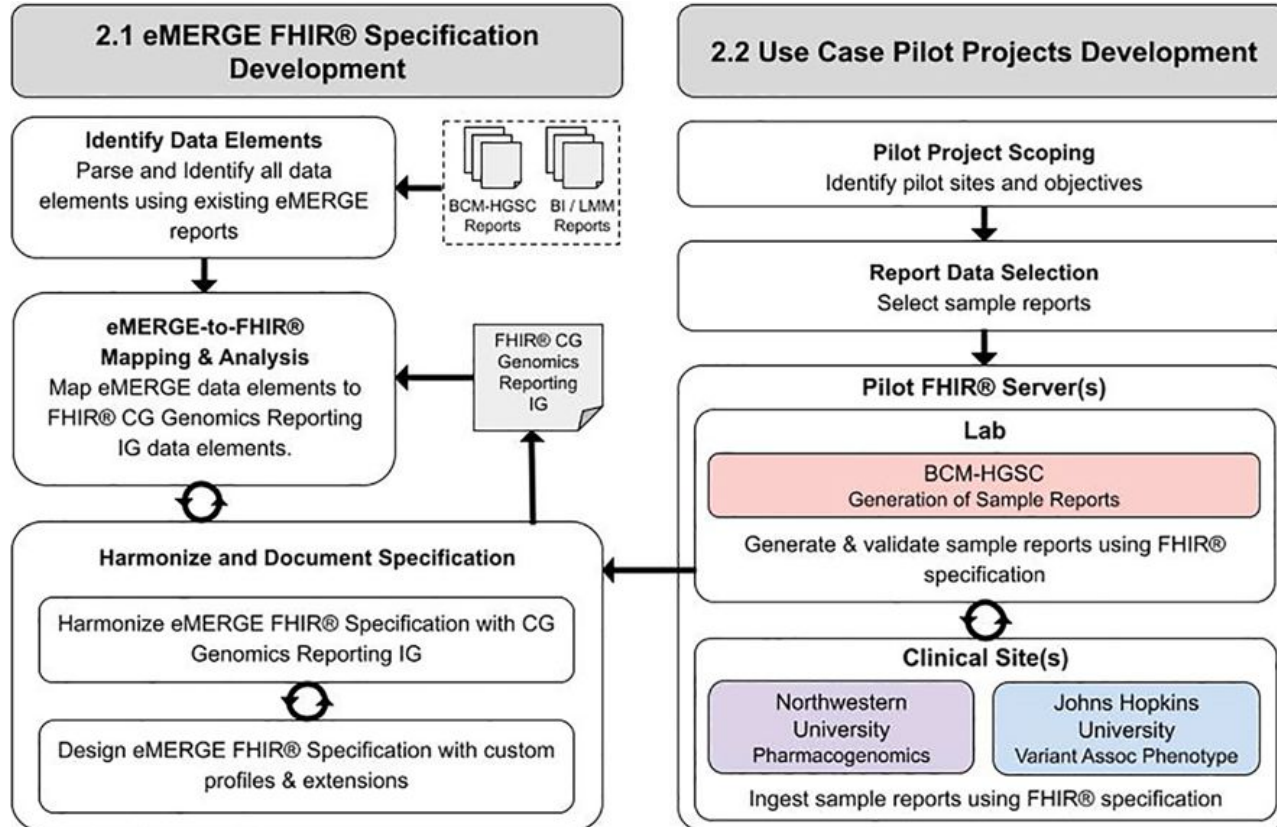 2.1 eMERGE FHIR® Specification
Development
Identify Data Elements
Parse and Identify all data
elements using existing eMERGE
reports
BCM-HGSC
Reports
BI / LMM
Reports
eMERGE-to-FHIR®
Mapping & Analysis
Map eMERGE data elements to
FHIR® CG Genomics Reporting
IG data elements.
FHIR® CG
Genomics
Reporting
IG
Harmonize and Document Specification
Harmonize eMERGE FHIR® Specification with CG
Genomics Reporting IG
Design eMERGE FHIR® Specification with custom
profiles & extensions
2.2 Use Case Pilot Projects Development
Pilot Project Scoping
Identify pilot sites and objectives
Report Data Selection
Select sample reports
Pilot FHIR® Server(s)
Lab
BCM-HGSC
Generation of Sample Reports
Generate & validate sample reports using FHIR®
specification
Clinical Site(s)
Northwestern
University
Pharmacogenomics
Johns Hopkins
University
Variant Assoc Phenotype
Ingest sample reports using FHIR® specification